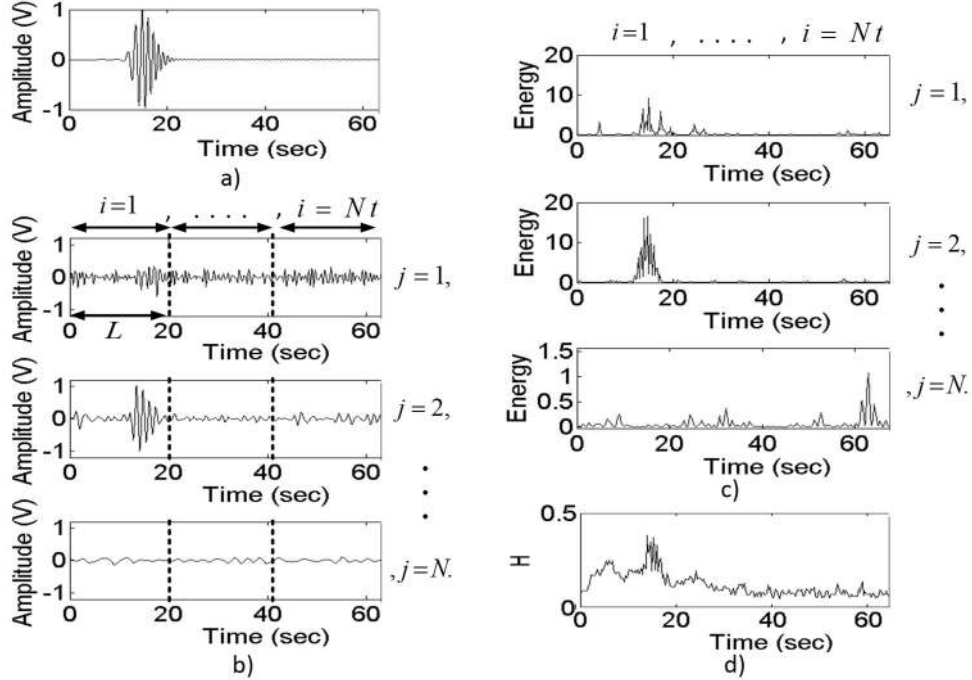 Amplitude (V)
1
0
-1
0 20 40 60
Time (sec)
a)
i=1 , . . . . , i = Nt
Amplitude (V)
1
0
-1
j=1,
L
0 20 40 60
Time (sec)
Amplitude (V)
1
0
-1
j=2,
0 20 40 60
Time (sec)
Amplitude (V)
1
0
-1
, j=N.
0 20 40 60
Time (sec)
b)
i=1 , . . . . , i = Nt
Energy
20
10
0
j=1,
0 20 40 60
Time (sec)
Energy
20
10
0
j=2,
0 20 40 60
Time (sec)
Energy
1.5
1
0.5
0
, j=N.
0 20 40 60
Time (sec)
c)
H
0.5
0
0 20 40 60
Time (sec)
d)